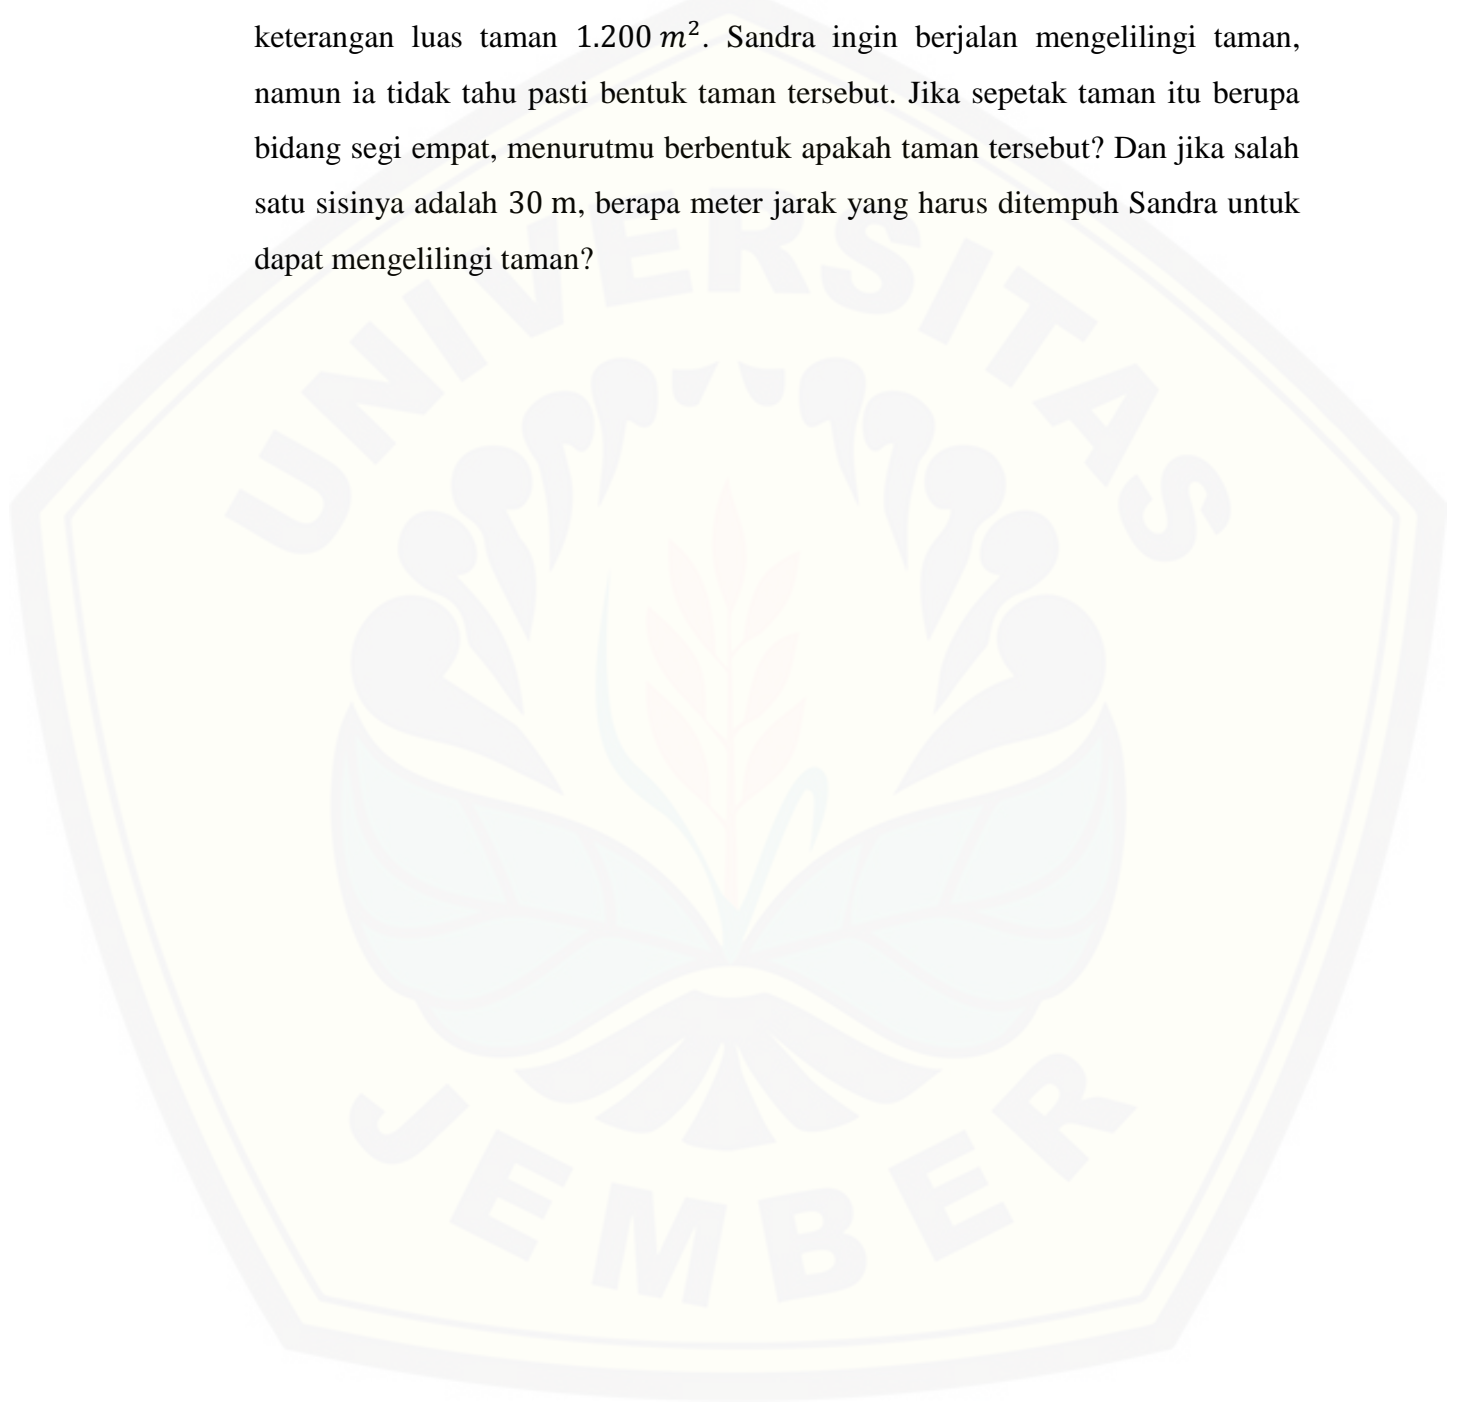 keterangan luas taman 1.200 m². Sandra ingin berjalan mengelilingi taman,
namun ia tidak tahu pasti bentuk taman tersebut. Jika sepetak taman itu berupa
bidang segi empat, menurutmu berbentuk apakah taman tersebut? Dan jika salah
satu sisinya adalah 30 m, berapa meter jarak yang harus ditempuh Sandra untuk
dapat mengelilingi taman?
UNIVERSITAS
JEMBER